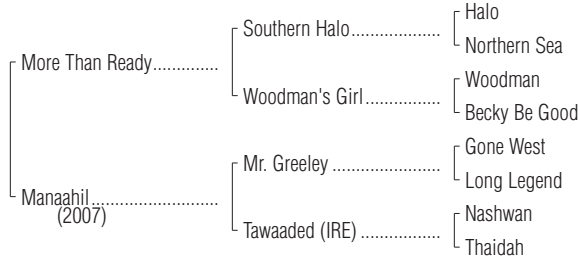 Halo
Southern Halo....................
Northern Sea
More Than Ready..............
Woodman
Woodman's Girl.................
Becky Be Good
Gone West
Mr. Greeley ........................
Long Legend
Manaahil...........................
(2007)
Nashwan
Tawaaded (IRE) ..................
Thaidah